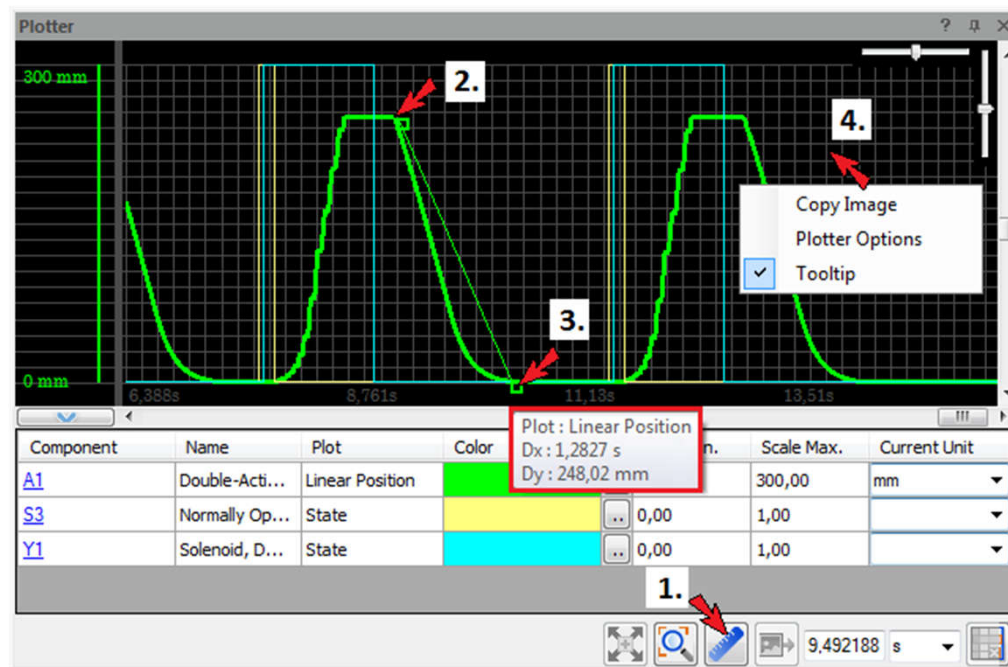 Plotter
300 mm
2.
4.
Copy Image
Plotter Options
Tooltip
3.
0 mm
6,388s 8,761s 11,13s 13,51s
Plot : Linear Position
Dx : 1,2827 s
Dy : 248,02 mm
Component Name Plot Color n. Scale Max. Current Unit
A1 Double-Acti... Linear Position 300,00 mm
S3 Normally Op... State .. 0,00 1,00
Y1 Solenoid, D... State .. 0,00 1,00
1.
9,492188 s